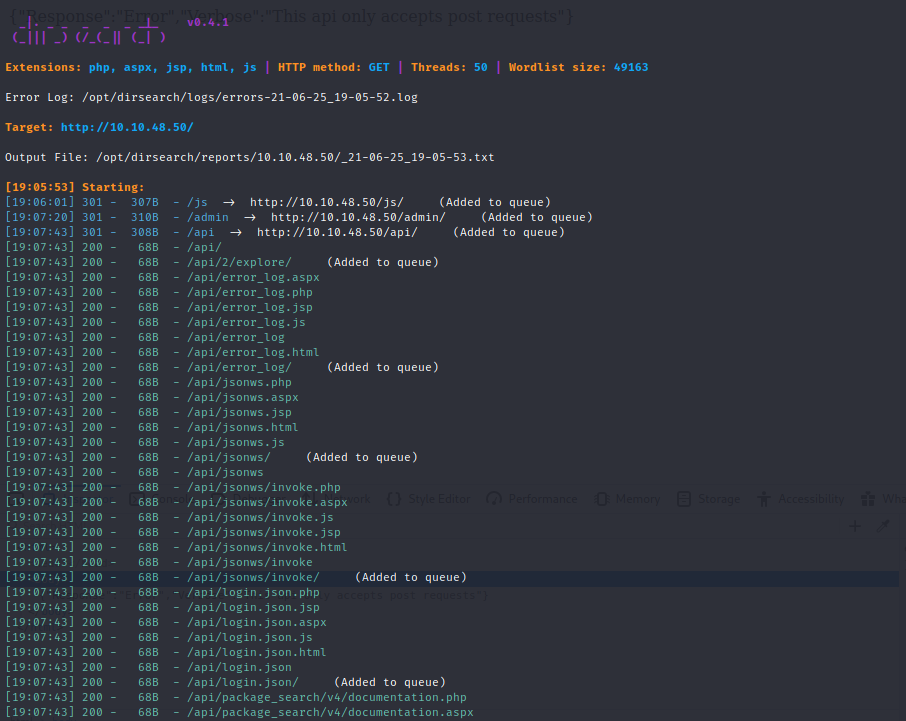 {"Response":"Error","Verbose":"This api only accepts post requests"}
_|. _ _  _  _  _ _|_    v0.4.1
(_||| _) (/_(_|| (_| )
Extensions: php, aspx, jsp, html, js | HTTP method: GET | Threads: 50 | Wordlist size: 49163
Error Log: /opt/dirsearch/logs/errors-21-06-25_19-05-52.log
Target: http://10.10.48.50/
Output File: /opt/dirsearch/reports/10.10.48.50/_21-06-25_19-05-53.txt
[19:05:53] Starting:
[19:06:01] 301 -  307B  - /js  →  http://10.10.48.50/js/    (Added to queue)
[19:07:20] 301 -  310B  - /admin  →  http://10.10.48.50/admin/    (Added to queue)
[19:07:43] 301 -  308B  - /api  →  http://10.10.48.50/api/    (Added to queue)
[19:07:43] 200 -   68B  - /api/
[19:07:43] 200 -   68B  - /api/2/explore/    (Added to queue)
[19:07:43] 200 -   68B  - /api/error_log.aspx
[19:07:43] 200 -   68B  - /api/error_log.php
[19:07:43] 200 -   68B  - /api/error_log.jsp
[19:07:43] 200 -   68B  - /api/error_log.js
[19:07:43] 200 -   68B  - /api/error_log
[19:07:43] 200 -   68B  - /api/error_log.html
[19:07:43] 200 -   68B  - /api/error_log/    (Added to queue)
[19:07:43] 200 -   68B  - /api/jsonws.php
[19:07:43] 200 -   68B  - /api/jsonws.aspx
[19:07:43] 200 -   68B  - /api/jsonws.jsp
[19:07:43] 200 -   68B  - /api/jsonws.html
[19:07:43] 200 -   68B  - /api/jsonws.js
[19:07:43] 200 -   68B  - /api/jsonws/    (Added to queue)
[19:07:43] 200 -   68B  - /api/jsonws
[19:07:43] 200 -   68B  - /api/jsonws/invoke.php
Style Editor Performance Memory Storage Accessibility
[19:07:43] 200 -   68B  - /api/jsonws/invoke.aspx
[19:07:43] 200 -   68B  - /api/jsonws/invoke.js
[19:07:43] 200 -   68B  - /api/jsonws/invoke.jsp
[19:07:43] 200 -   68B  - /api/jsonws/invoke.html
[19:07:43] 200 -   68B  - /api/jsonws/invoke
[19:07:43] 200 -   68B  - /api/jsonws/invoke/    (Added to queue)
[19:07:43] 200 -   68B  - /api/login.json.php
accepts post requests"}
[19:07:43] 200 -   68B  - /api/login.json.jsp
[19:07:43] 200 -   68B  - /api/login.json.aspx
[19:07:43] 200 -   68B  - /api/login.json.js
[19:07:43] 200 -   68B  - /api/login.json.html
[19:07:43] 200 -   68B  - /api/login.json
[19:07:43] 200 -   68B  - /api/login.json/    (Added to queue)
[19:07:43] 200 -   68B  - /api/package_search/v4/documentation.php
[19:07:43] 200 -   68B  - /api/package_search/v4/documentation.aspx